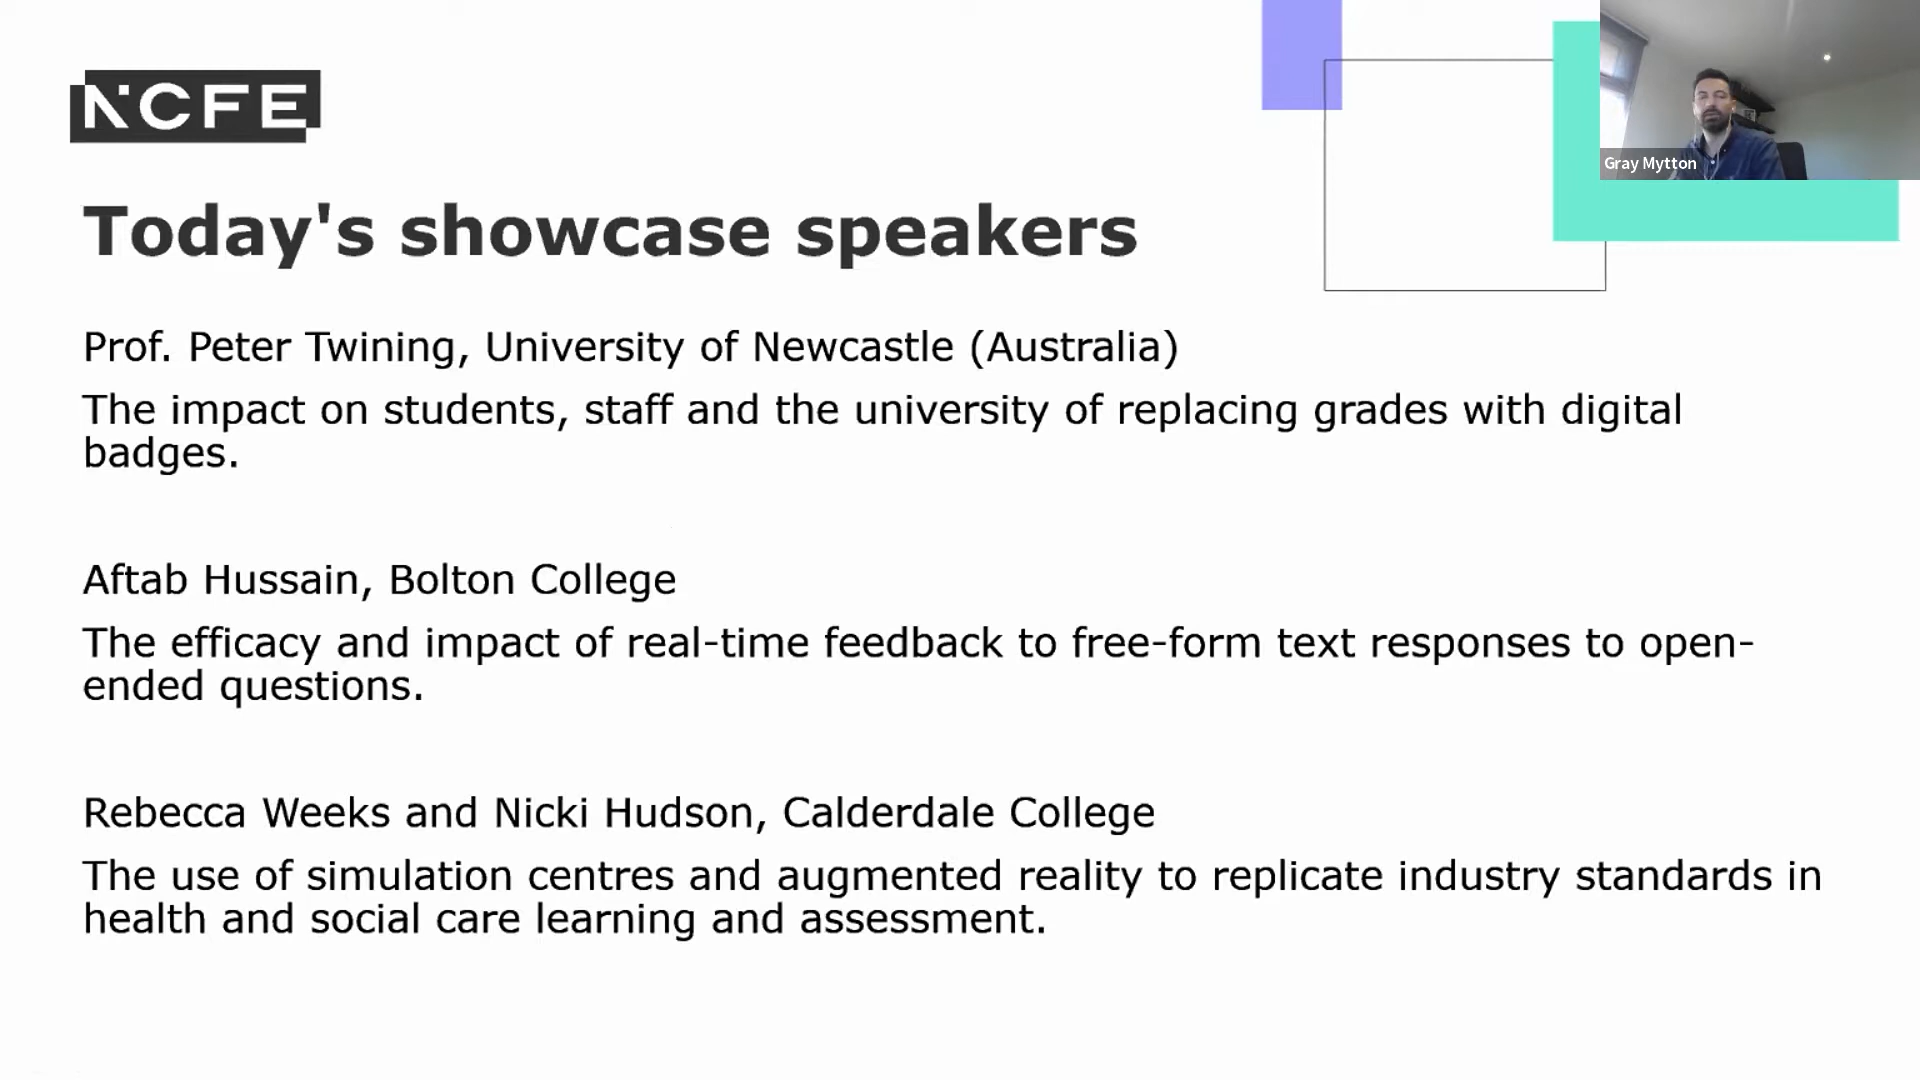 NCFE
Gray Mytton
Today's showcase speakers
Prof. Peter Twining, University of Newcastle (Australia)
The impact on students, staff and the university of replacing grades with digital
badges.
Aftab Hussain, Bolton College
The efficacy and impact of real-time feedback to free-form text responses to open-
ended questions.
Rebecca Weeks and Nicki Hudson, Calderdale College
The use of simulation centres and augmented reality to replicate industry standards in
health and social care learning and assessment.